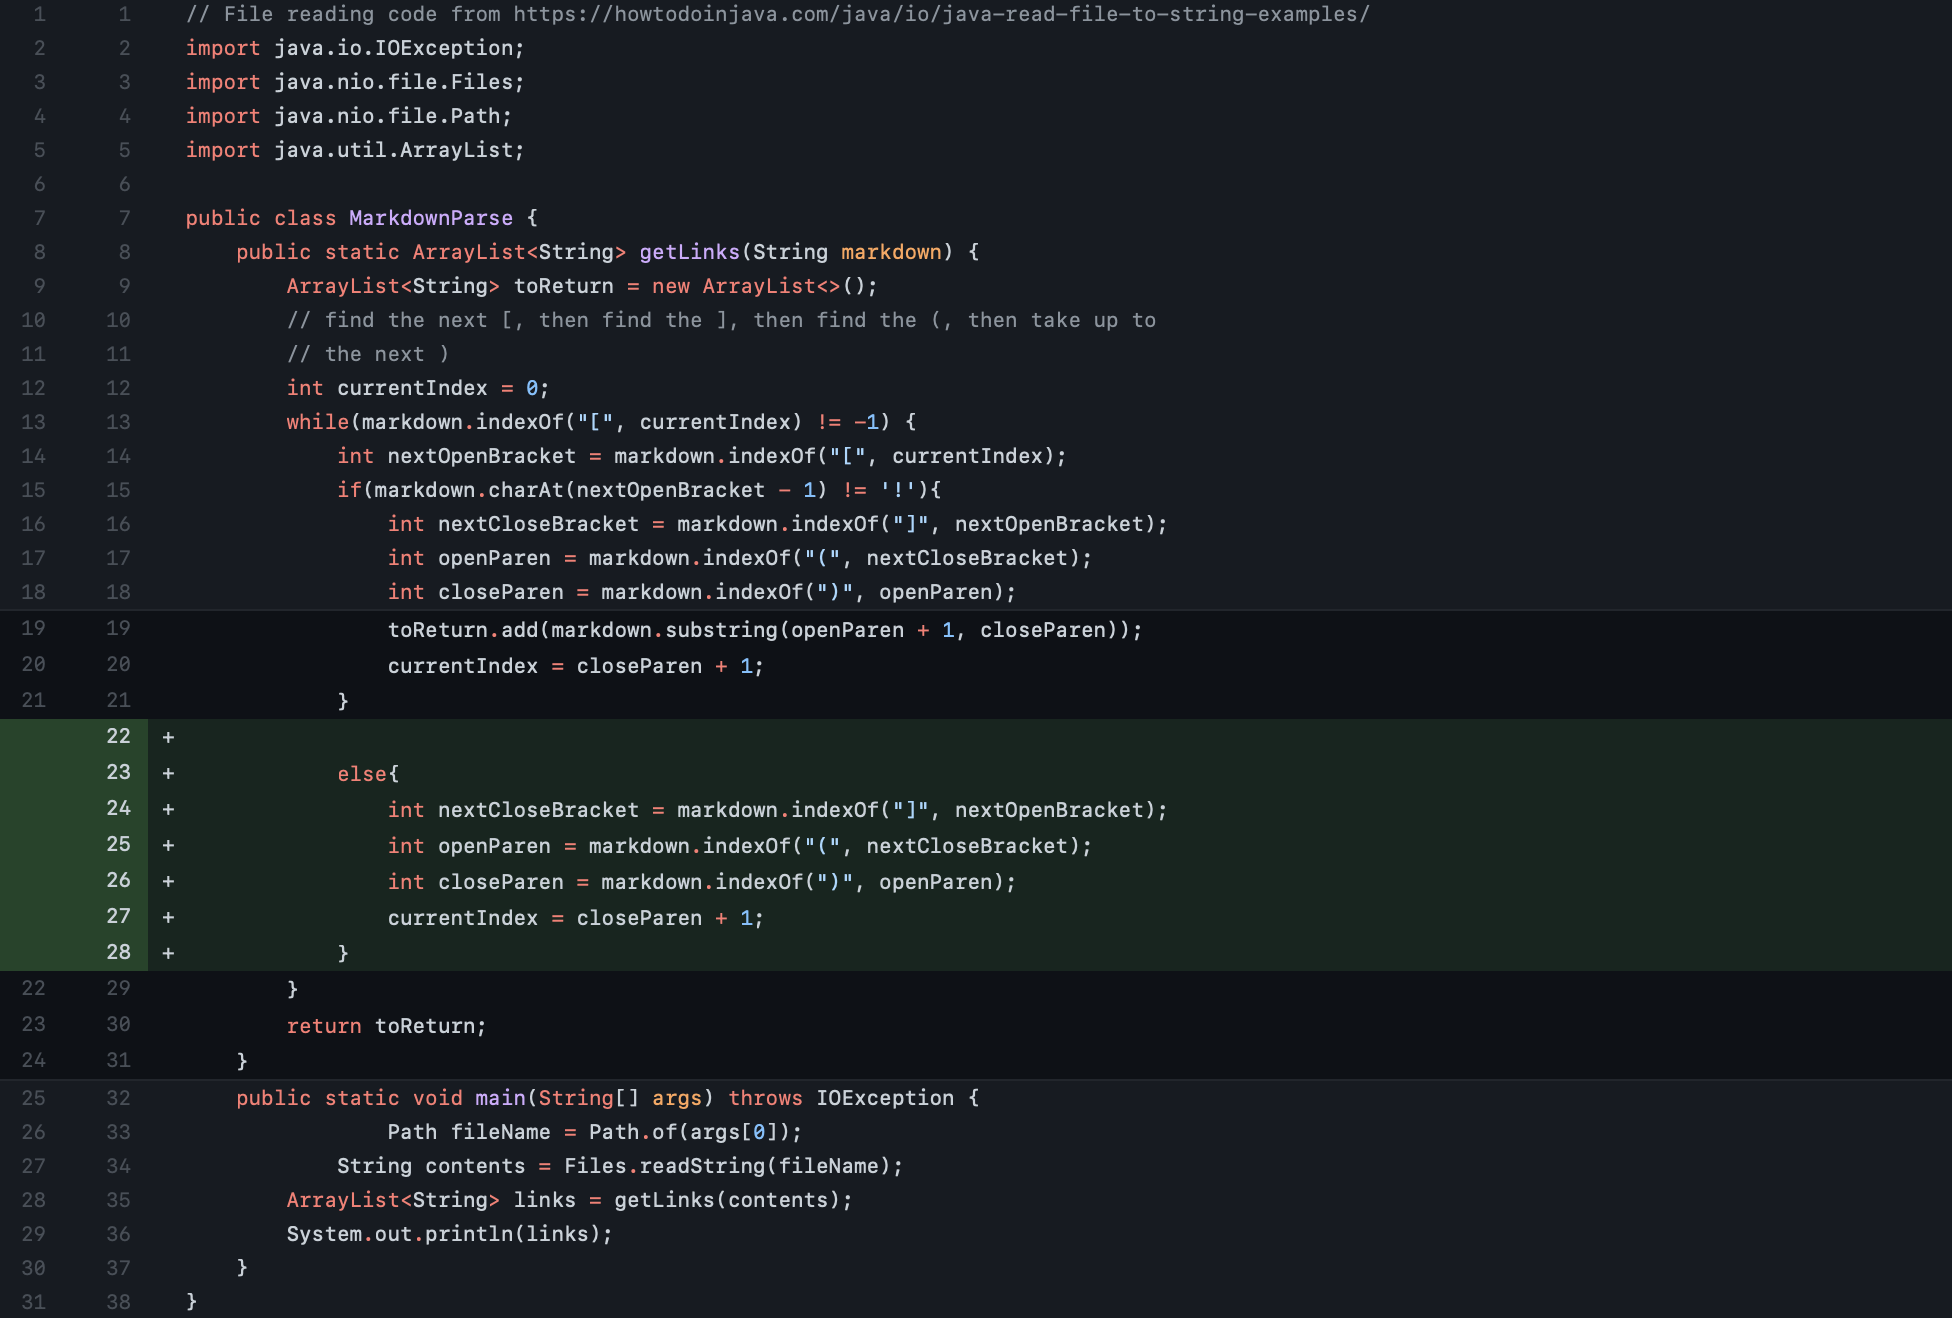 1 1 // File reading code from https://howtodoinjava.com/java/io/java-read-file-to-string-examples/
2 2 import java.io.IOException;
3 3 import java.nio.file.Files;
4 4 import java.nio.file.Path;
5 5 import java.util.ArrayList;
6 6
7 7 public class MarkdownParse {
8 8     public static ArrayList<String> getLinks(String markdown) {
9 9         ArrayList<String> toReturn = new ArrayList<>();
10 10         // find the next [, then find the ], then find the (, then take up to
11 11         // the next )
12 12         int currentIndex = 0;
13 13         while(markdown.indexOf("[", currentIndex) != -1) {
14 14             int nextOpenBracket = markdown.indexOf("[", currentIndex);
15 15             if(markdown.charAt(nextOpenBracket - 1) != '!'){
16 16                 int nextCloseBracket = markdown.indexOf("]", nextOpenBracket);
17 17                 int openParen = markdown.indexOf("(", nextCloseBracket);
18 18                 int closeParen = markdown.indexOf(")", openParen);
19 19                 toReturn.add(markdown.substring(openParen + 1, closeParen));
20 20                 currentIndex = closeParen + 1;
21 21             }
22 +
23 +             else{
24 +                 int nextCloseBracket = markdown.indexOf("]", nextOpenBracket);
25 +                 int openParen = markdown.indexOf("(", nextCloseBracket);
26 +                 int closeParen = markdown.indexOf(")", openParen);
27 +                 currentIndex = closeParen + 1;
28 +             }
22 29         }
23 30         return toReturn;
24 31     }
25 32     public static void main(String[] args) throws IOException {
26 33                 Path fileName = Path.of(args[0]);
27 34             String contents = Files.readString(fileName);
28 35         ArrayList<String> links = getLinks(contents);
29 36         System.out.println(links);
30 37     }
31 38 }